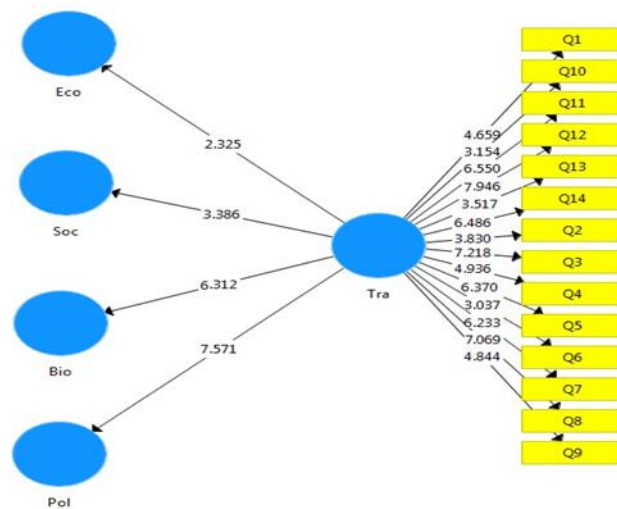 Eco
Soc
Bio
Pol
2.325
3.386
6.312
7.571
Tra
4.659
3.154
6.550
7.946
3.517
6.486
3.830
7.218
4.936
6.370
3.037
6.233
7.069
4.844
Q1
Q10
Q11
Q12
Q13
Q14
Q2
Q3
Q4
Q5
Q6
Q7
Q8
Q9